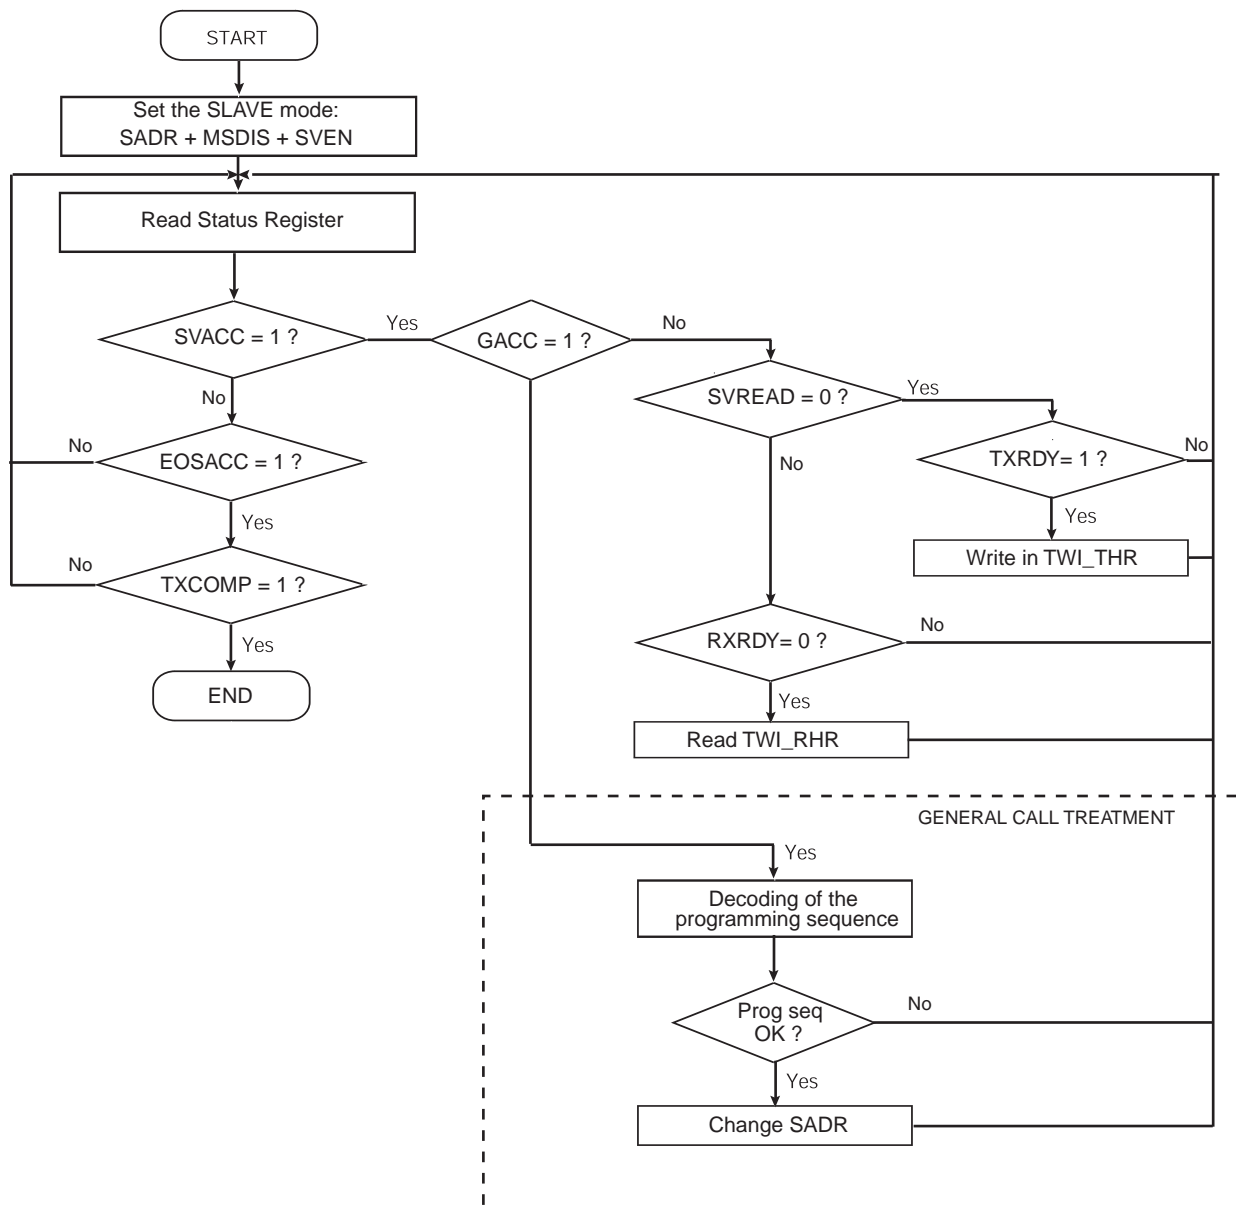 START
Set the SLAVE mode:
SADR + MSDIS + SVEN
Read Status Register
SVACC = 1 ?
Yes
GACC = 1 ?
No
SVREAD = 0 ?
Yes
No
EOSACC = 1 ?
No
TXRDY= 1 ?
No
No
Yes
Yes
Write in TWI_THR
TXCOMP = 1 ?
No
Yes
END
RXRDY= 0 ?
No
Yes
Read TWI_RHR
GENERAL CALL TREATMENT
Yes
Decoding of the
programming sequence
Prog seq
OK ?
No
Yes
Change SADR